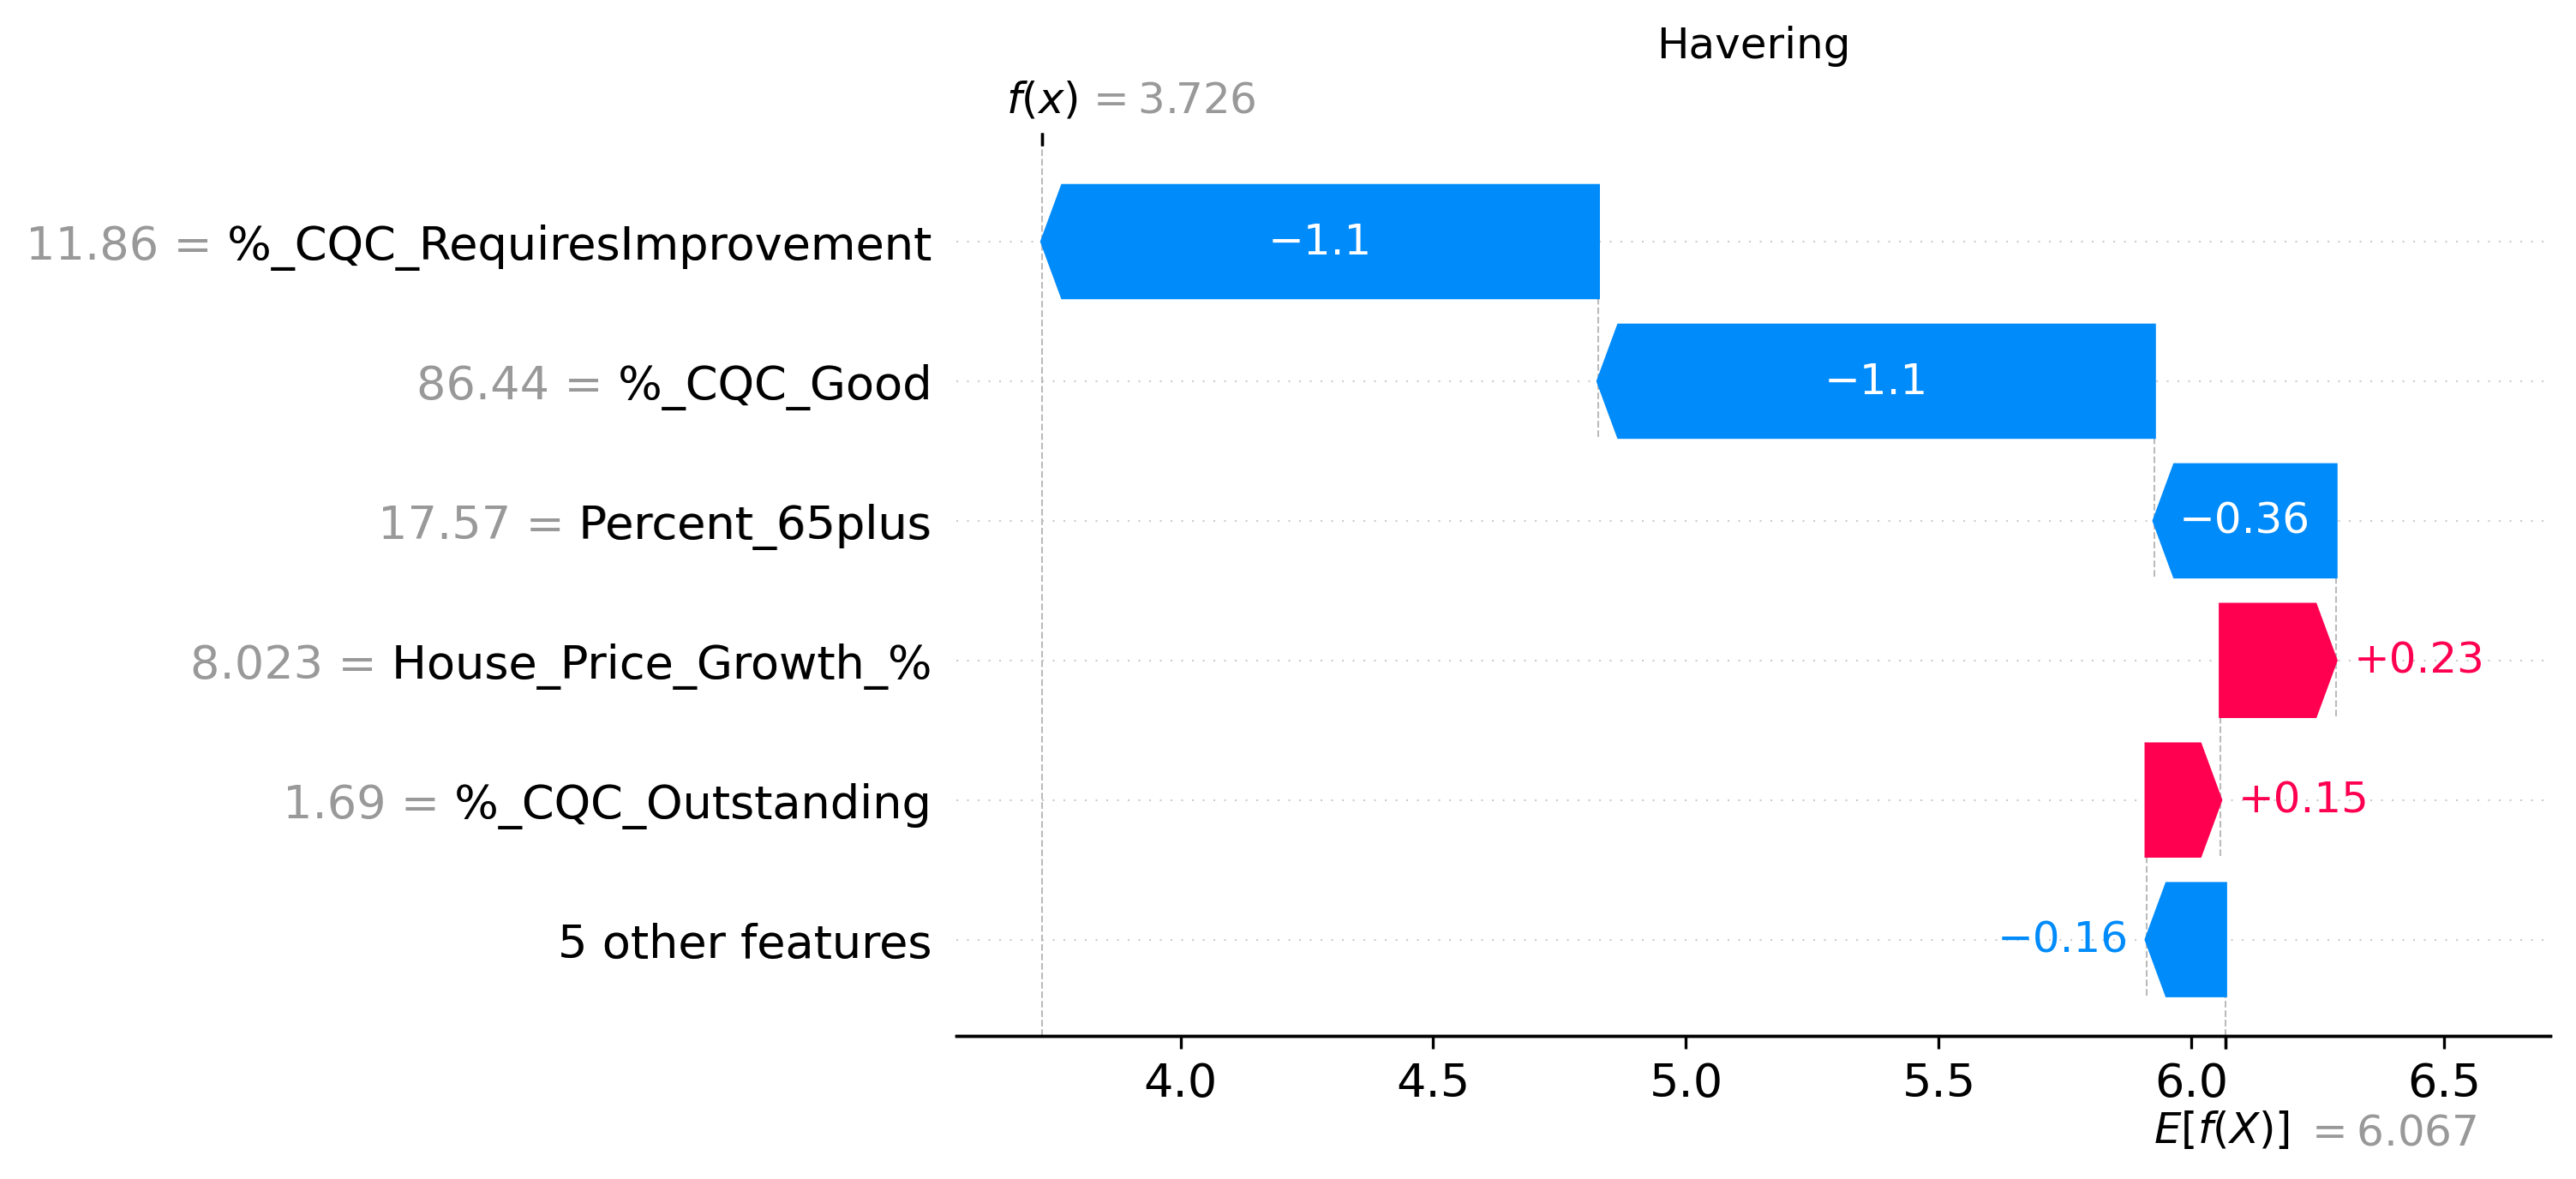 Havering
f(x) = 3.726
11.86 = %_CQC_RequiresImprovement
−1.1
86.44 = %_CQC_Good
−1.1
17.57 = Percent_65plus
−0.36
8.023 = House_Price_Growth_%
+0.23
1.69 = %_CQC_Outstanding
+0.15
5 other features
−0.16
4.0 4.5 5.0 5.5 6.0 6.5
E[f(X)] = 6.067